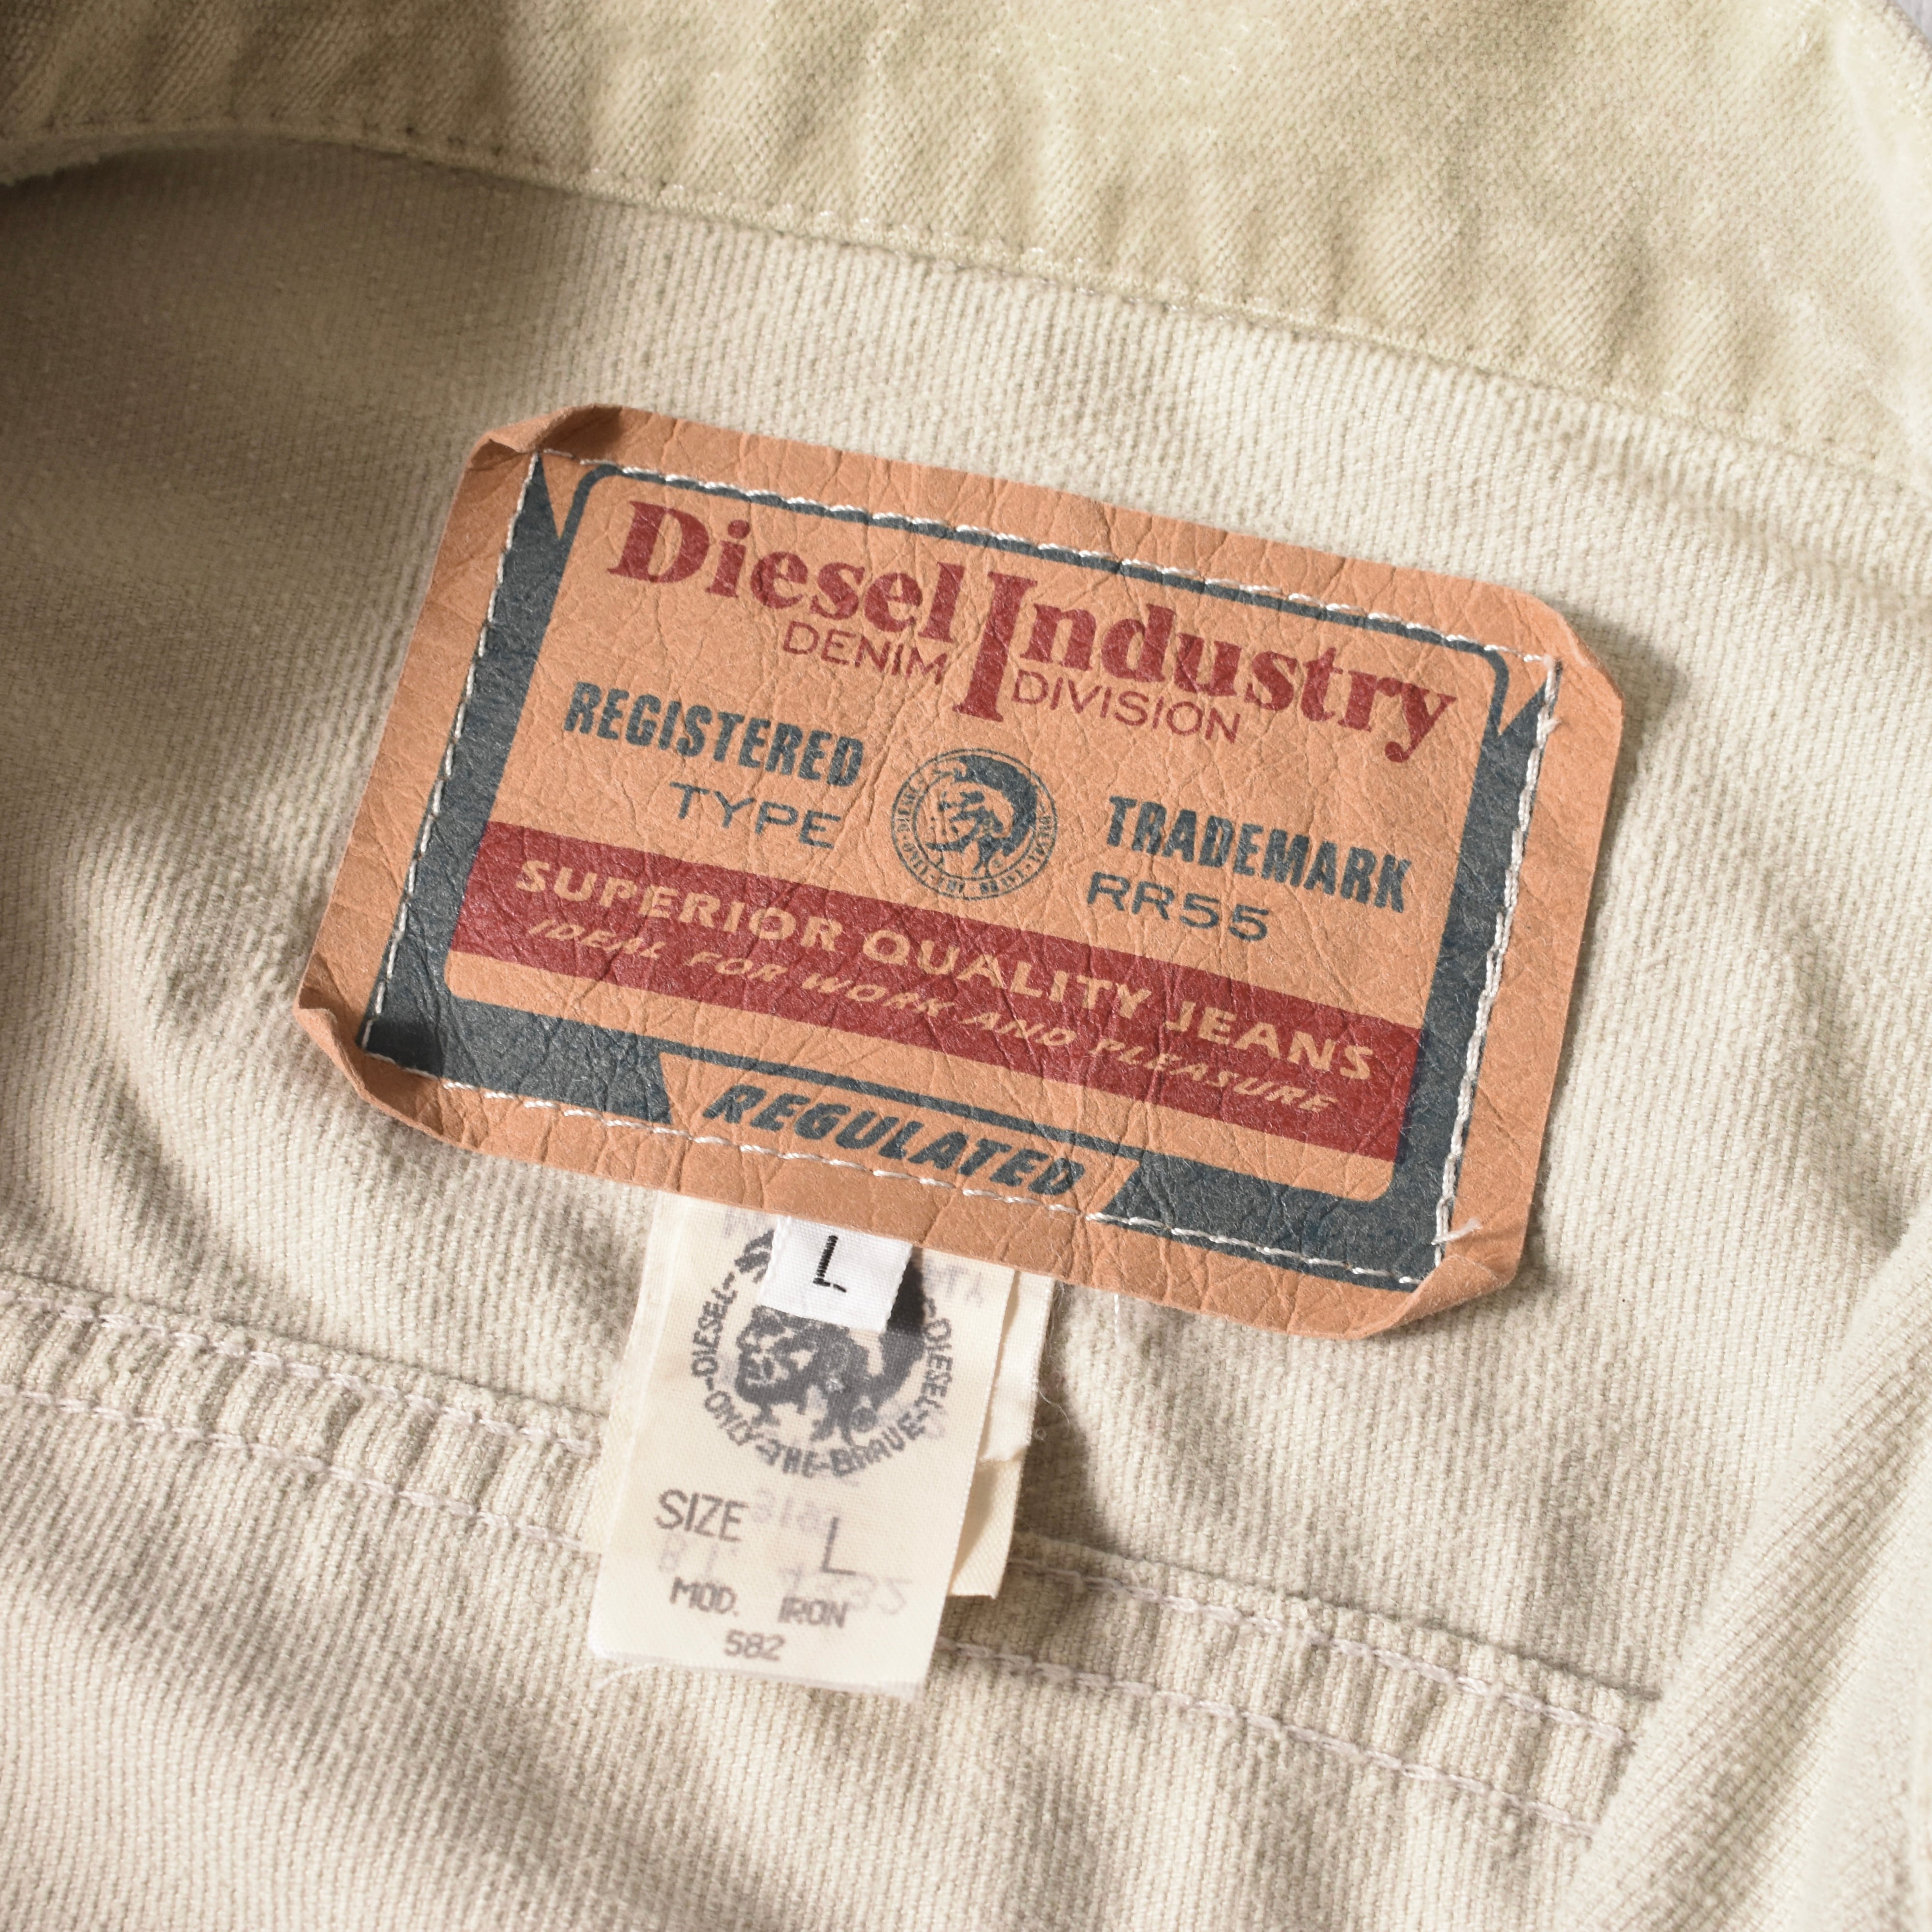 Diesel Industry
DENIM DIVISION
REGISTERED TRADEMARK
TYPE RR55
SUPERIOR QUALITY JEANS
IDEAL FOR WORK AND PLEASURE
REGULATED
L
DIESEL-ONLY-THE-BRAVE-DIESEL
SIZE L
MOD. IRON
582